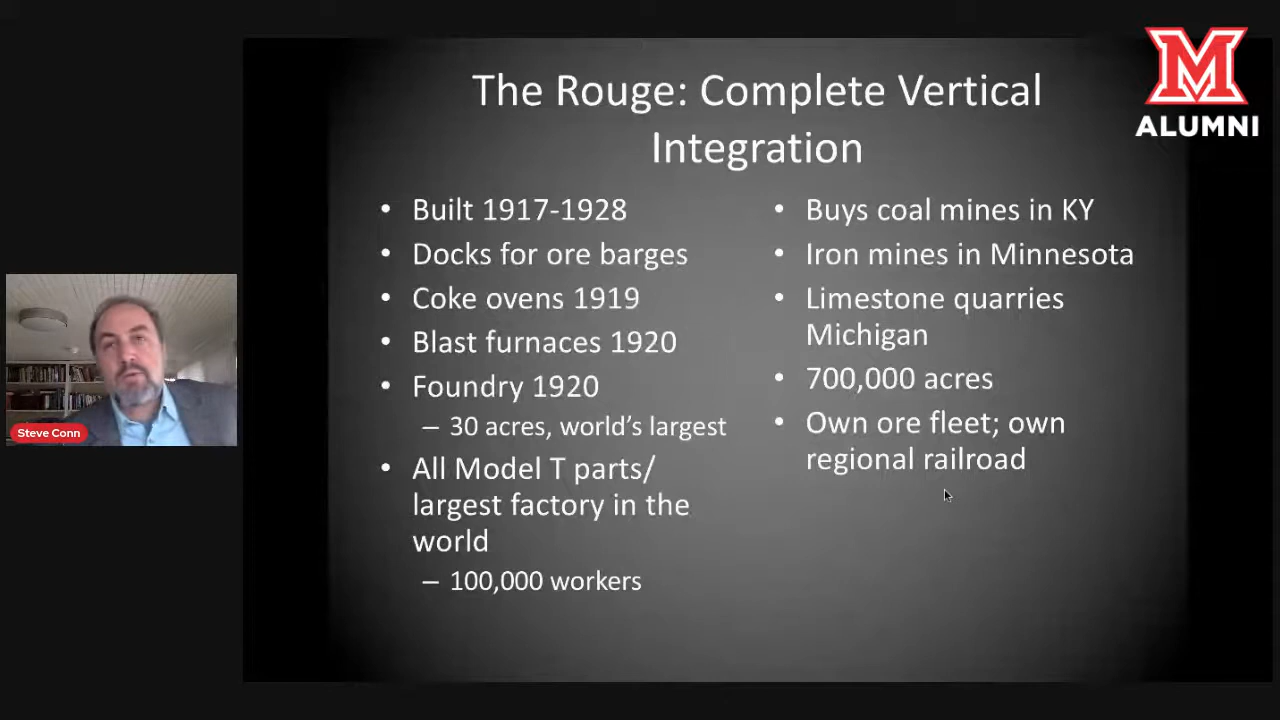 The Rouge: Complete Vertical
Integration
• Built 1917-1928
• Docks for ore barges
• Coke ovens 1919
• Blast furnaces 1920
• Foundry 1920
– 30 acres, world’s largest
• All Model T parts/
largest factory in the
world
– 100,000 workers
• Buys coal mines in KY
• Iron mines in Minnesota
• Limestone quarries
Michigan
• 700,000 acres
• Own ore fleet; own
regional railroad
M
ALUMNI
Steve Conn